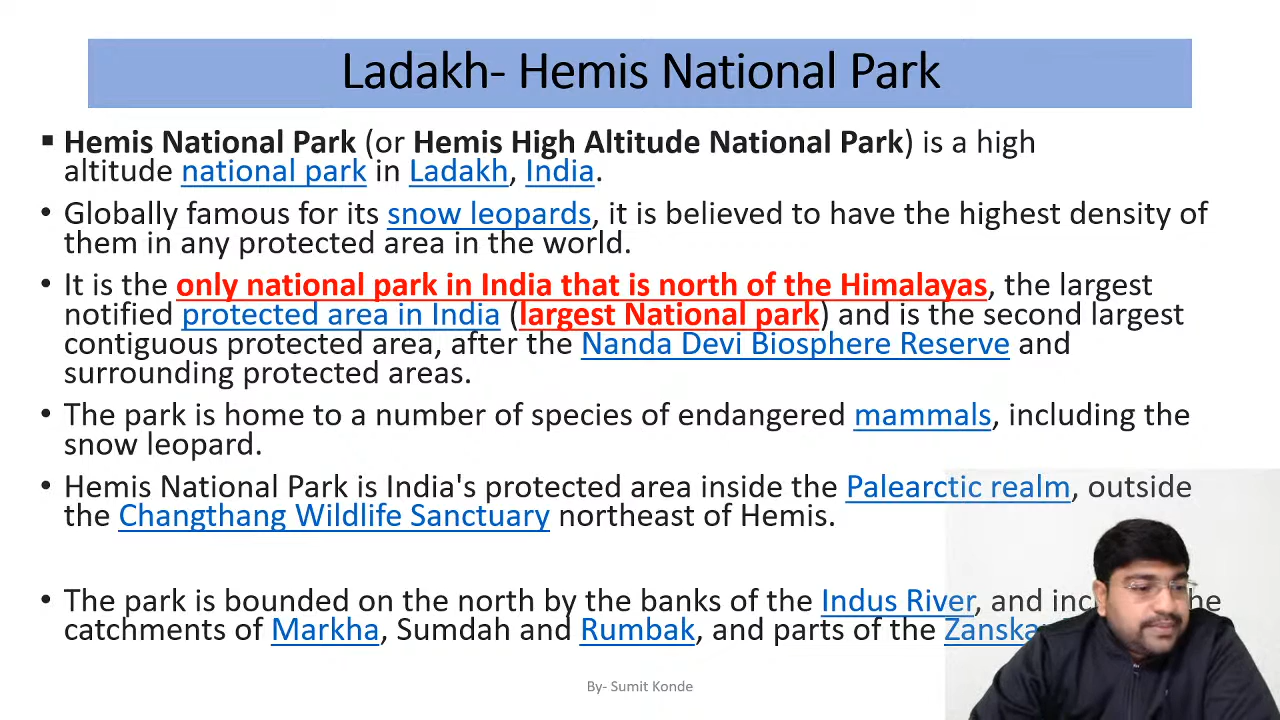 Ladakh- Hemis National Park
▪ Hemis National Park (or Hemis High Altitude National Park) is a high
altitude national park in Ladakh, India.
• Globally famous for its snow leopards, it is believed to have the highest density of
them in any protected area in the world.
• It is the only national park in India that is north of the Himalayas, the largest
notified protected area in India (largest National park) and is the second largest
contiguous protected area, after the Nanda Devi Biosphere Reserve and
surrounding protected areas.
• The park is home to a number of species of endangered mammals, including the
snow leopard.
• Hemis National Park is India's protected area inside the Palearctic realm, outside
the Changthang Wildlife Sanctuary northeast of Hemis.
• The park is bounded on the north by the banks of the Indus River, and
catchments of Markha, Sumdah and Rumbak, and parts of the
By- Sumit Konde